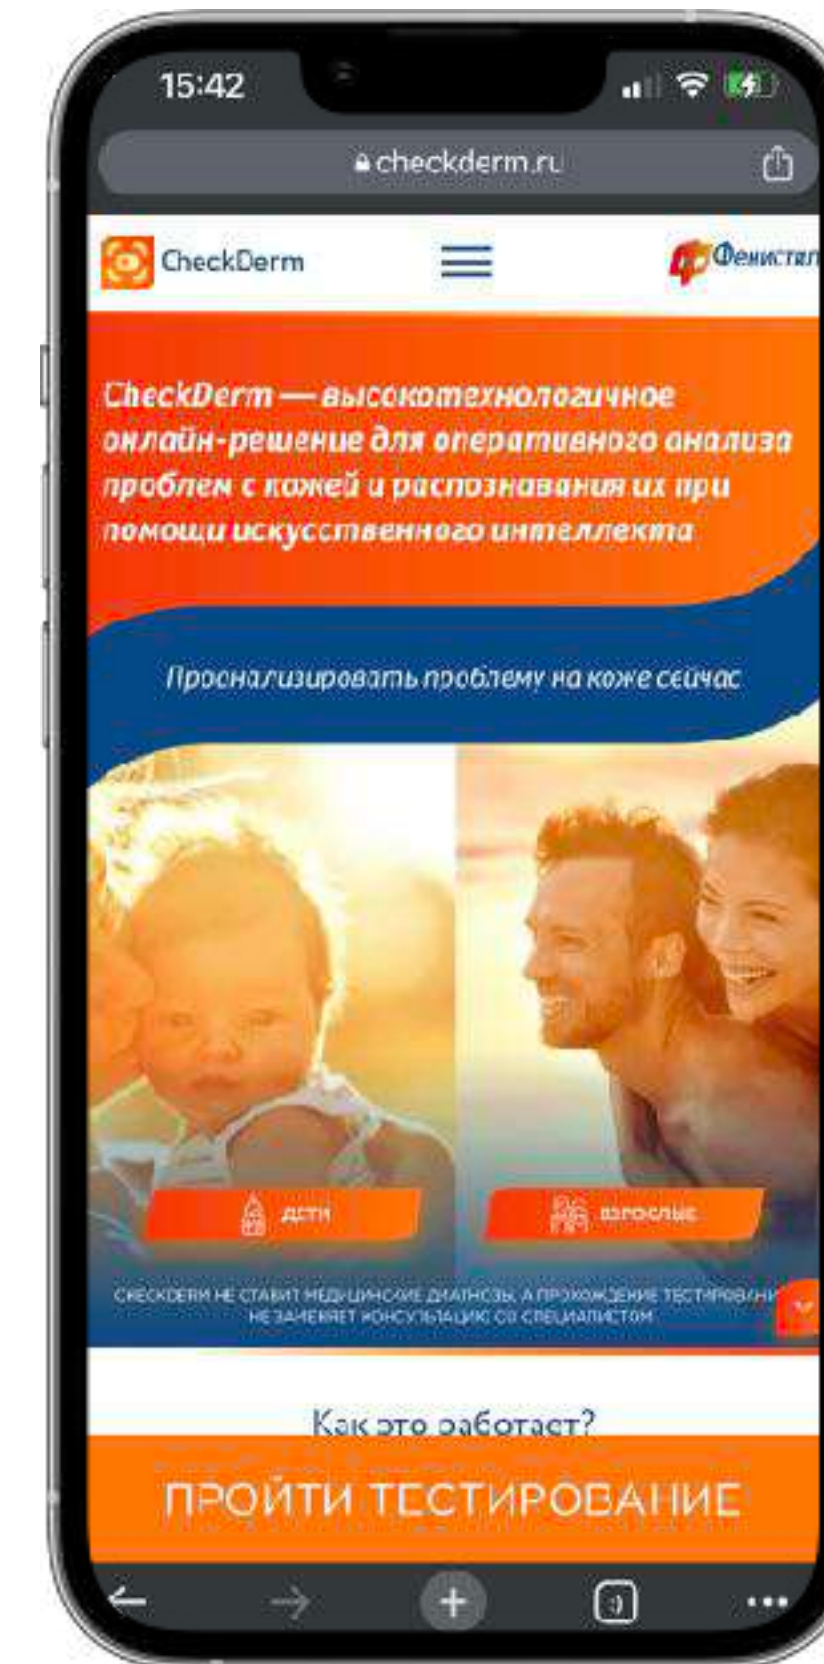 15:42
checkderm.ru
CheckDerm
Фенистил
CheckDerm — высокотехнологичное
онлайн-решение для оперативного анализа
проблем с кожей и распознавания их при
помощи искусственного интеллекта
Проанализировать проблему на коже сейчас
ДЕТИ
ВЗРОСЛЫЕ
CHECKDERM НЕ СТАВИТ МЕДИЦИНСКИЕ ДИАГНОЗЫ, А ПРОХОЖДЕНИЕ ТЕСТИРОВАНИ
НЕ ЗАМЕНЯЕТ КОНСУЛЬТАЦИЮ СО СПЕЦИАЛИСТОМ
Как это работает?
ПРОЙТИ ТЕСТИРОВАНИЕ
:)